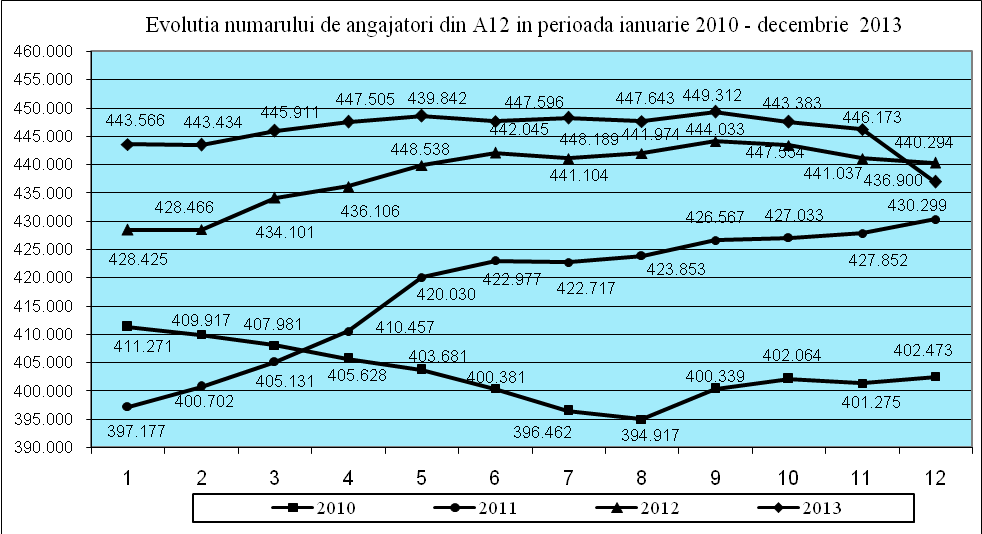 Evolutia numarului de angajatori din A12 in perioada ianuarie 2010 - decembrie 2013
460.000
455.000
450.000
445.000
440.000
435.000
430.000
425.000
420.000
415.000
410.000
405.000
400.000
395.000
390.000
443.566 443.434 445.911 447.505 439.842 447.596 448.189 447.643 449.312 443.383 446.173 436.900
428.425 428.466 434.101 436.106 448.538 442.045 441.104 441.974 444.033 447.554 441.037 440.294
397.177 400.702 405.131 410.457 420.030 422.977 422.717 423.853 426.567 427.033 427.852 430.299
411.271 409.917 407.981 405.628 403.681 400.381 396.462 394.917 400.339 402.064 401.275 402.473
1 2 3 4 5 6 7 8 9 10 11 12
2010 2011 2012 2013